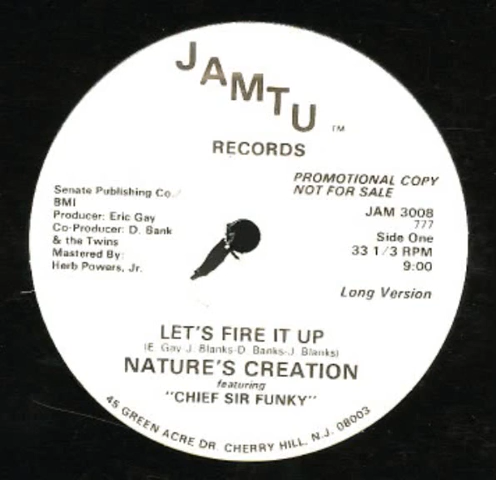 JAMTU ™
RECORDS
PROMOTIONAL COPY
NOT FOR SALE
Senate Publishing Co./
BMI
Producer: Eric Gay
Co-Producer: D. Bank
& the Twins
Mastered By:
Herb Powers, Jr.
JAM 3008
777
Side One
33 1/3 RPM
9:00
Long Version
LET'S FIRE IT UP
(E. Gay J. Blanks-D. Banks-J. Blanks)
NATURE'S CREATION
featuring
"CHIEF SIR FUNKY"
45 GREEN ACRE DR. CHERRY HILL, N.J. 08003